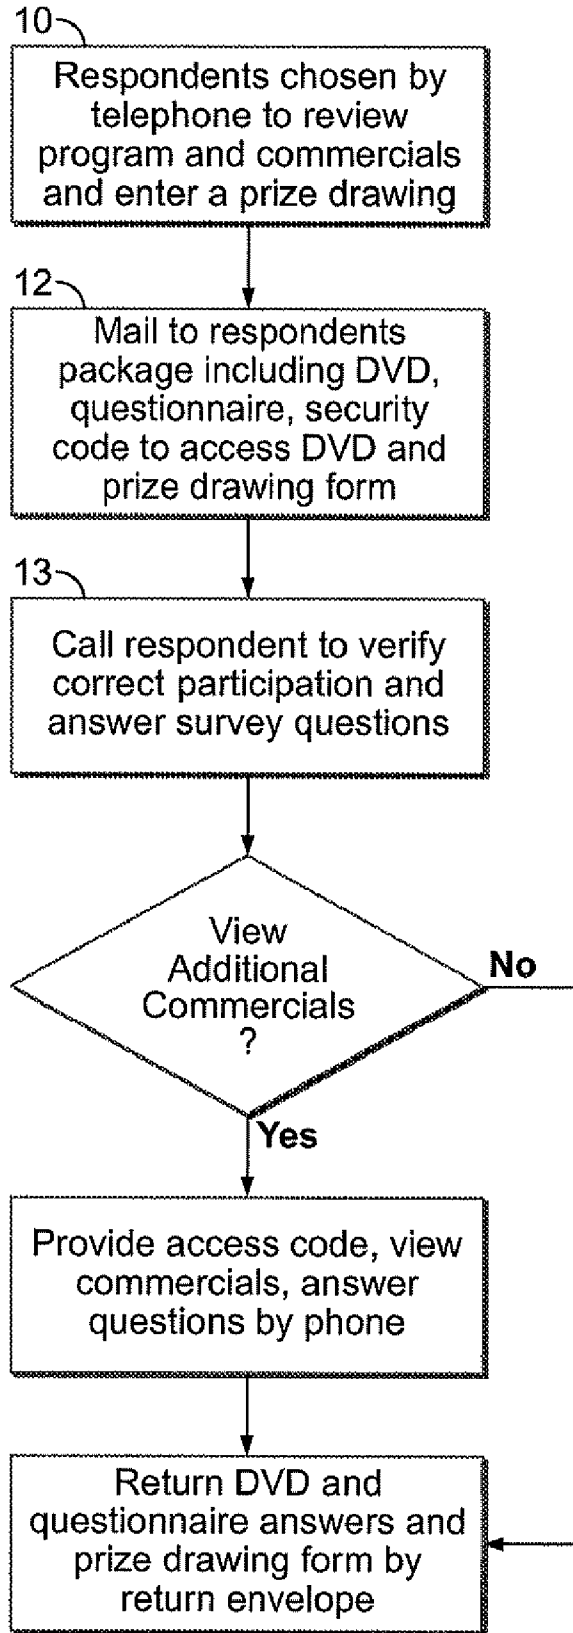 10
Respondents chosen by
telephone to review
program and commercials
and enter a prize drawing
12
Mail to respondents
package including DVD,
questionnaire, security
code to access DVD and
prize drawing form
13
Call respondent to verify
correct participation and
answer survey questions
View
Additional
Commercials
?
No
Yes
Provide access code, view
commercials, answer
questions by phone
Return DVD and
questionnaire answers and
prize drawing form by
return envelope